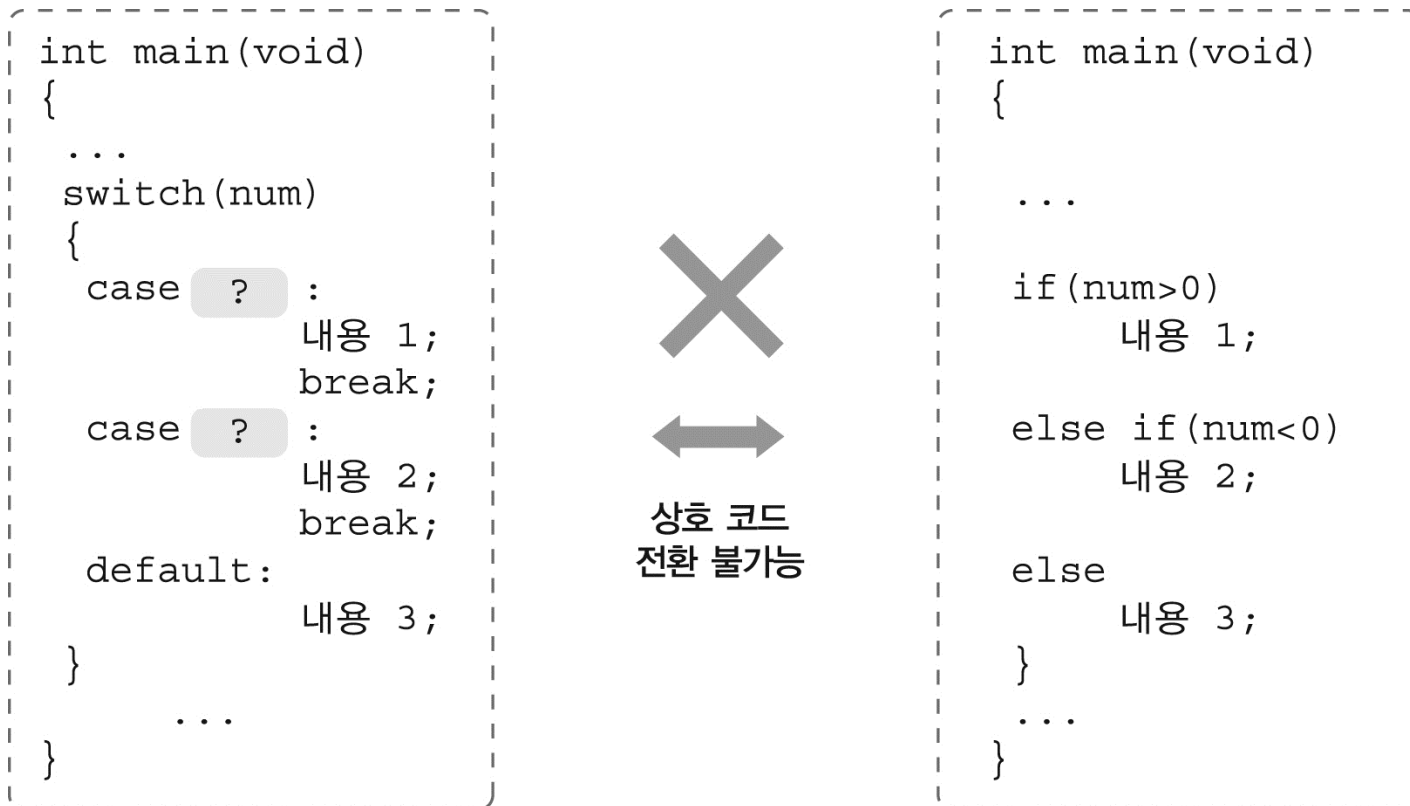 int main(void)
{
...
switch(num)
{
case ? :
내용 1;
break;
case ? :
내용 2;
break;
default:
내용 3;
}
...
}
상호 코드
전환 불가능
int main(void)
{
...
if(num>0)
내용 1;
else if(num<0)
내용 2;
else
내용 3;
}
...
}